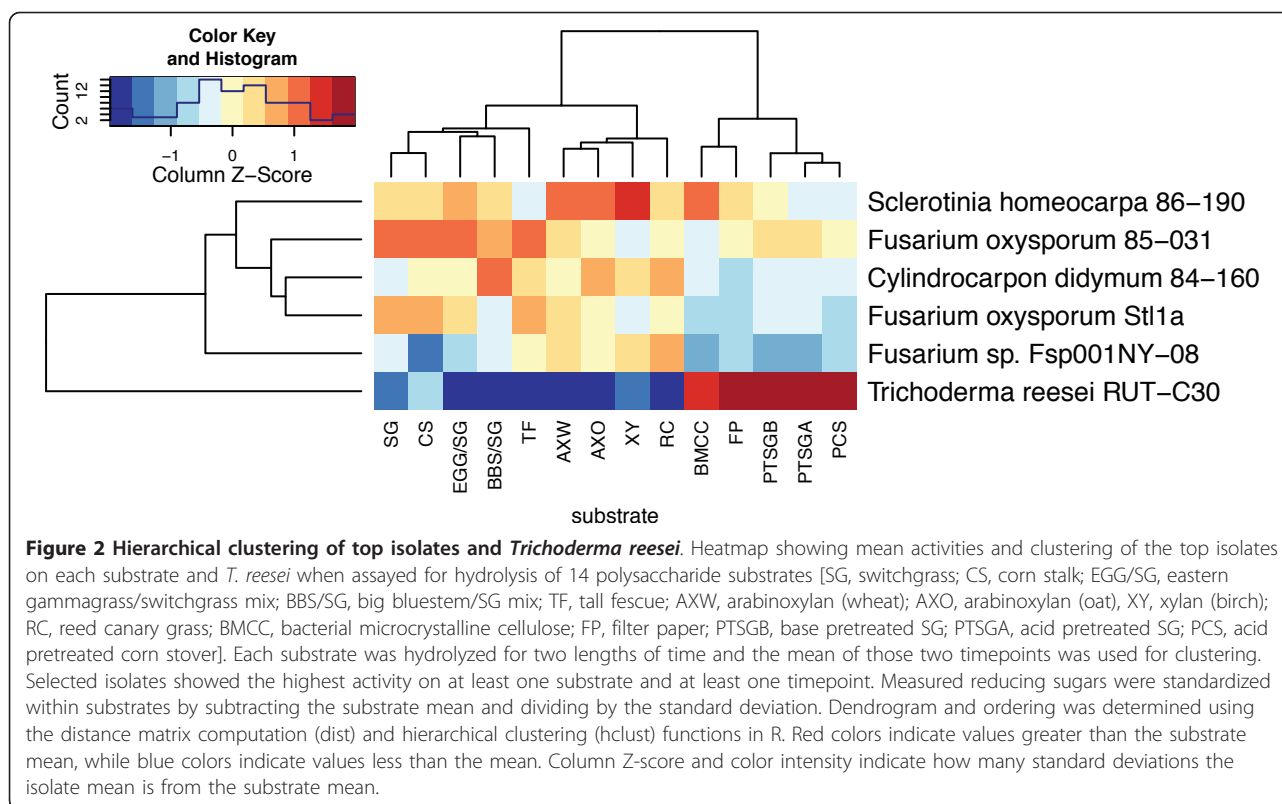 Color Key
and Histogram
Count
2 12
−1 0 1
Column Z−Score
Sclerotinia homeocarpa 86−190
Fusarium oxysporum 85−031
Cylindrocarpon didymum 84−160
Fusarium oxysporum Stl1a
Fusarium sp. Fsp001NY−08
Trichoderma reesei RUT−C30
SG CS EGG/SG BBS/SG TF AXW AXO XY RC BMCC FP PTSGB PTSGA PCS
substrate
Figure 2 Hierarchical clustering of top isolates and Trichoderma reesei. Heatmap showing mean activities and clustering of the top isolates
on each substrate and T. reesei when assayed for hydrolysis of 14 polysaccharide substrates [SG, switchgrass; CS, corn stalk; EGG/SG, eastern
gammagrass/switchgrass mix; BBS/SG, big bluestem/SG mix; TF, tall fescue; AXW, arabinoxylan (wheat); AXO, arabinoxylan (oat), XY, xylan (birch);
RC, reed canary grass; BMCC, bacterial microcrystalline cellulose; FP, filter paper; PTSGB, base pretreated SG; PTSGA, acid pretreated SG; PCS, acid
pretreated corn stover]. Each substrate was hydrolyzed for two lengths of time and the mean of those two timepoints was used for clustering.
Selected isolates showed the highest activity on at least one substrate and at least one timepoint. Measured reducing sugars were standardized
within substrates by subtracting the substrate mean and dividing by the standard deviation. Dendrogram and ordering was determined using
the distance matrix computation (dist) and hierarchical clustering (hclust) functions in R. Red colors indicate values greater than the substrate
mean, while blue colors indicate values less than the mean. Column Z-score and color intensity indicate how many standard deviations the
isolate mean is from the substrate mean.